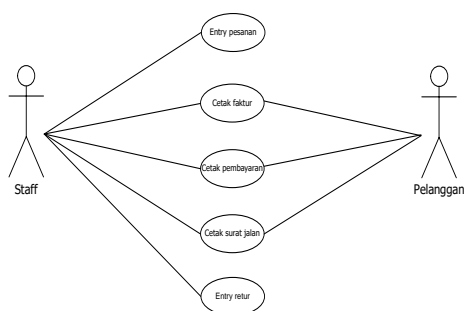 Entry pesanan
Cetak faktur
Cetak pembayaran
Staff
Pelanggan
Cetak surat jalan
Entry retur